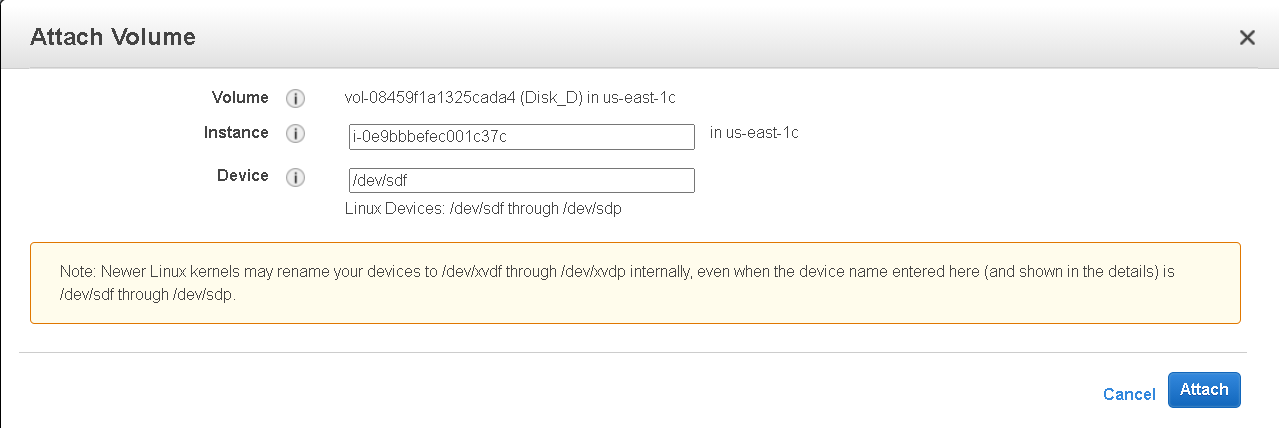 Attach Volume
Volume i vol-08459f1a1325cada4 (Disk_D) in us-east-1c
Instance i i-0e9bbbefec001c37c in us-east-1c
Device i /dev/sdf
Linux Devices: /dev/sdf through /dev/sdp
Note: Newer Linux kernels may rename your devices to /dev/xvdf through /dev/xvdp internally, even when the device name entered here (and shown in the details) is
/dev/sdf through /dev/sdp.
Cancel Attach